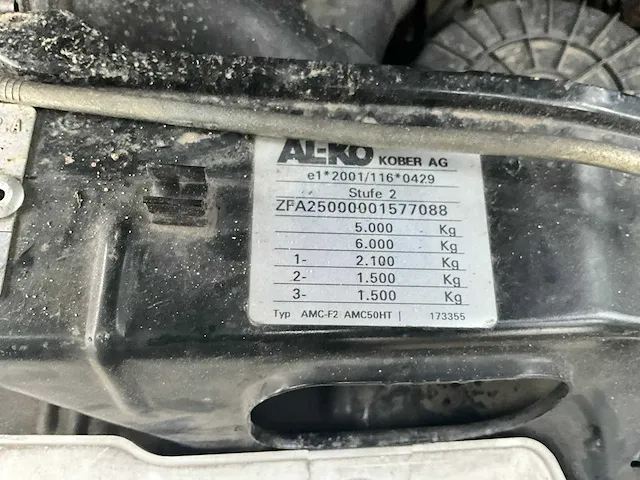 AL-KO KOBER AG
e1*2001/116*0429
Stufe 2
ZFA25000001577088
5.000 Kg
6.000 Kg
1- 2.100 Kg
2- 1.500 Kg
3- 1.500 Kg
Typ AMC-F2 AMC50HT | 173355